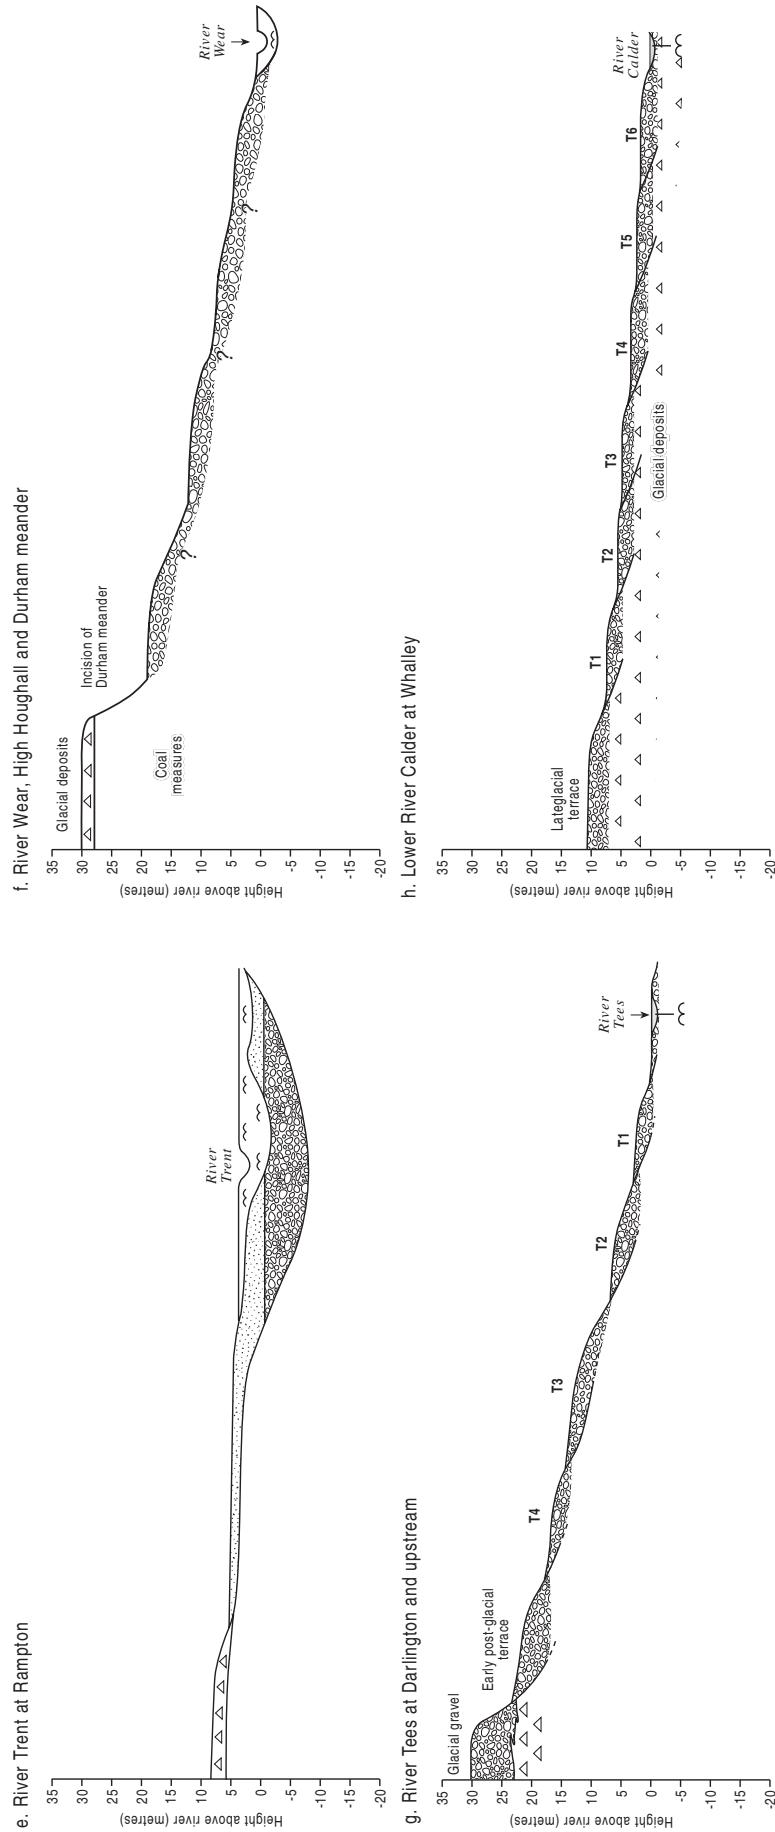 e. River Trent at Rampton
Height above river (metres)
35
30
25
20
15
10
5
0
-5
-10
-15
-20
River
Trent
f. River Wear, High Houghall and Durham meander
Height above river (metres)
35
30
25
20
15
10
5
0
-5
-10
-15
-20
Glacial deposits
Incision of
Durham meander
Coal
measures
?
?
?
River
Wear
g. River Tees at Darlington and upstream
Height above river (metres)
35
30
25
20
15
10
5
0
-5
-10
-15
-20
Glacial gravel
Early post-glacial
terrace
T4
T3
T2
T1
River
Tees
h. Lower River Calder at Whalley
Height above river (metres)
35
30
25
20
15
10
5
0
-5
-10
-15
-20
Lateglacial
terrace
T1
T2
T3
T4
T5
T6
Glacial deposits
River
Calder